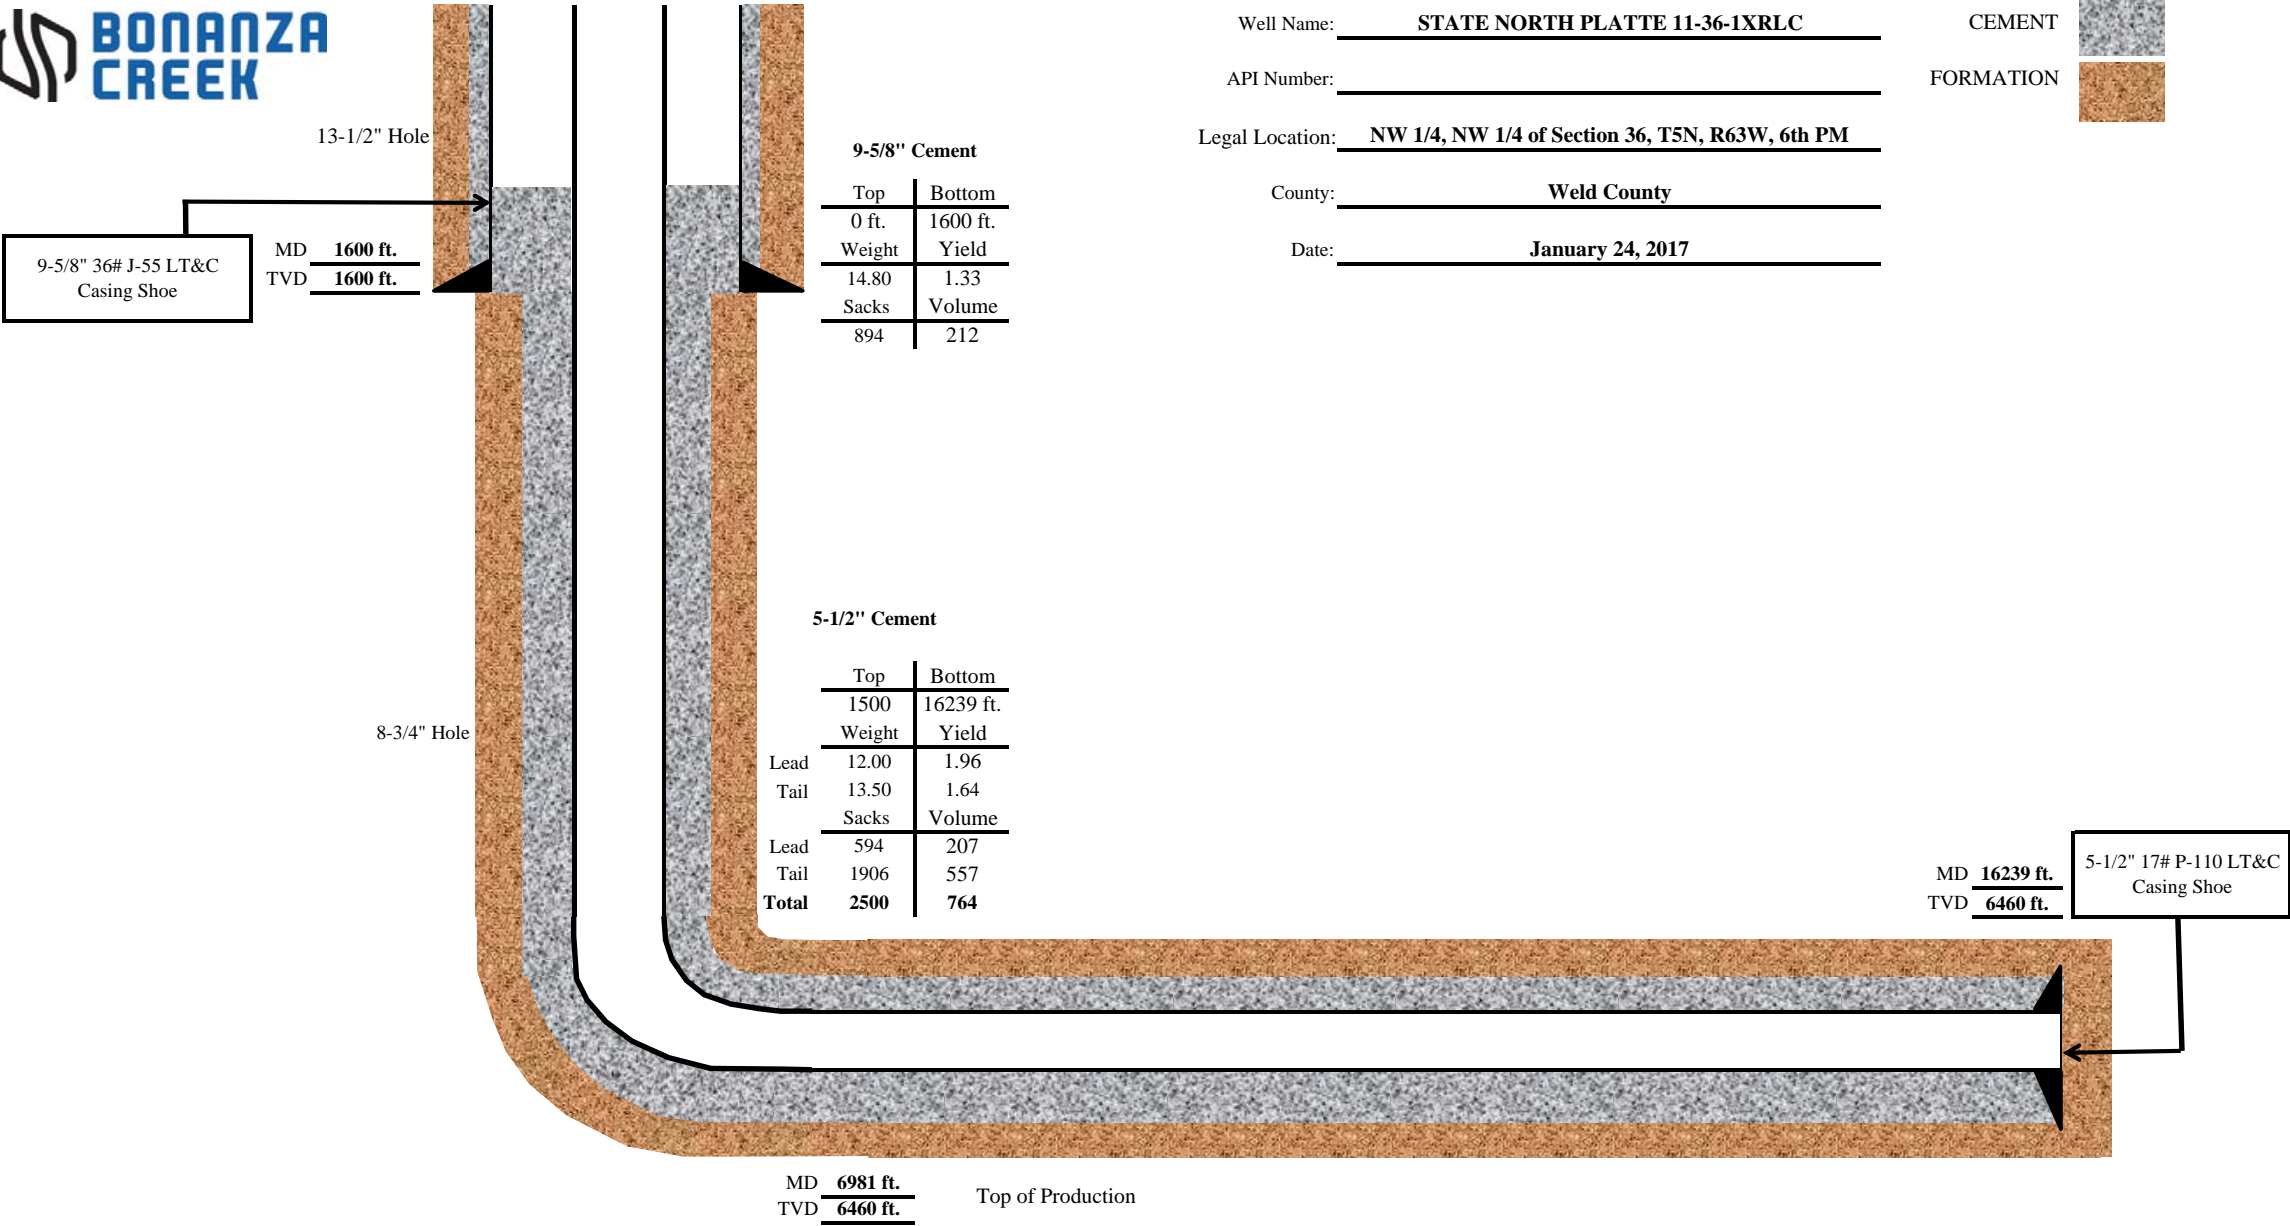 BONANZA
CREEK
Well Name: STATE NORTH PLATTE 11-36-1XRLC
API Number:
Legal Location: NW 1/4, NW 1/4 of Section 36, T5N, R63W, 6th PM
County: Weld County
Date: January 24, 2017
CEMENT
FORMATION
13-1/2" Hole
9-5/8" 36# J-55 LT&C
Casing Shoe
MD 1600 ft.
TVD 1600 ft.
9-5/8" Cement
Top Bottom
0 ft. 1600 ft.
Weight Yield
14.80 1.33
Sacks Volume
894 212
8-3/4" Hole
5-1/2" Cement
Top Bottom
1500 16239 ft.
Weight Yield
Lead 12.00 1.96
Tail 13.50 1.64
Sacks Volume
Lead 594 207
Tail 1906 557
Total 2500 764
MD 16239 ft.
TVD 6460 ft.
5-1/2" 17# P-110 LT&C
Casing Shoe
MD 6981 ft.
TVD 6460 ft.
Top of Production